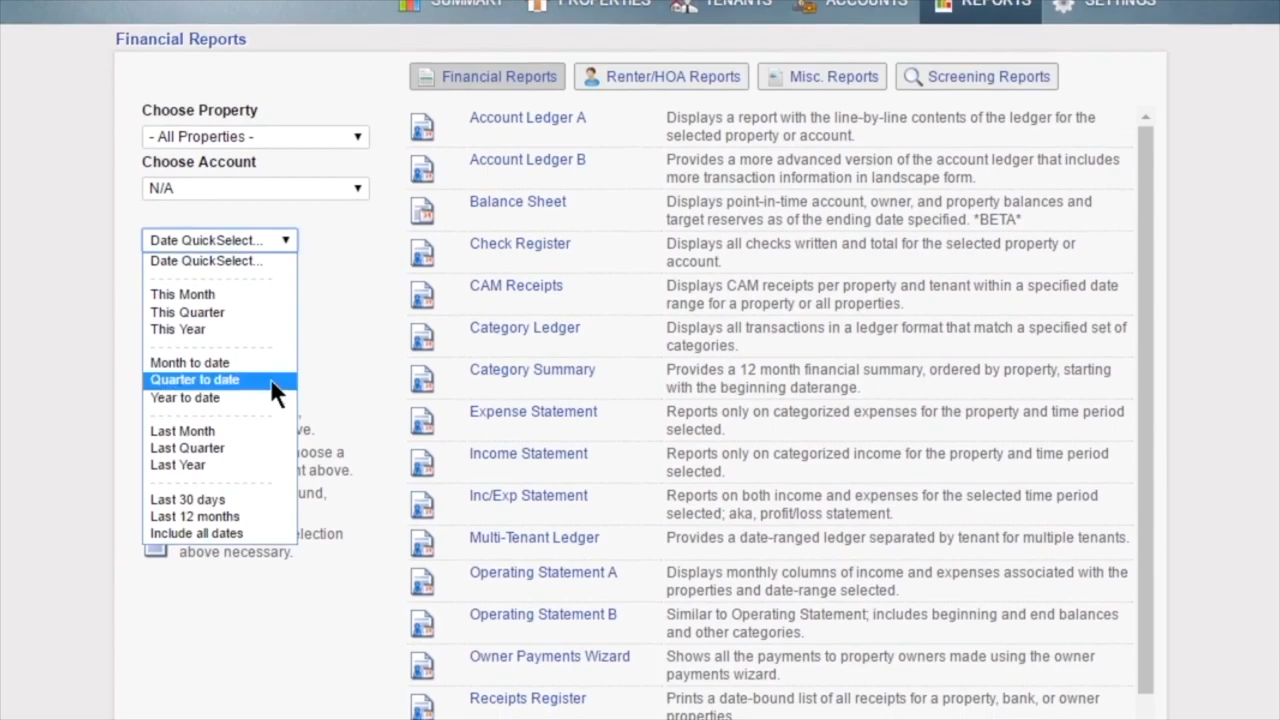 SUMMARY PROPERTIES TENANTS ACCOUNTS REPORTS SETTINGS
Financial Reports
Financial Reports Renter/HOA Reports Misc. Reports Screening Reports
Choose Property
- All Properties -
Choose Account
N/A
Date QuickSelect...
Date QuickSelect...
This Month
This Quarter
This Year
Month to date
Quarter to date
Year to date
Last Month
Last Quarter
Last Year
Last 30 days
Last 12 months
Include all dates
above necessary.
Account Ledger A
Displays a report with the line-by-line contents of the ledger for the
selected property or account.
Account Ledger B
Provides a more advanced version of the account ledger that includes
more transaction information in landscape form.
Balance Sheet
Displays point-in-time account, owner, and property balances and
target reserves as of the ending date specified. *BETA*
Check Register
Displays all checks written and total for the selected property or
account.
CAM Receipts
Displays CAM receipts per property and tenant within a specified date
range for a property or all properties.
Category Ledger
Displays all transactions in a ledger format that match a specified set of
categories.
Category Summary
Provides a 12 month financial summary, ordered by property, starting
with the beginning daterange.
Expense Statement
Reports only on categorized expenses for the property and time period
selected.
Income Statement
Reports only on categorized income for the property and time period
selected.
Inc/Exp Statement
Reports on both income and expenses for the selected time period
selected; aka, profit/loss statement.
Multi-Tenant Ledger
Provides a date-ranged ledger separated by tenant for multiple tenants.
Operating Statement A
Displays monthly columns of income and expenses associated with the
properties and date-range selected.
Operating Statement B
Similar to Operating Statement; includes beginning and end balances
and other categories.
Owner Payments Wizard
Shows all the payments to property owners made using the owner
payments wizard.
Receipts Register
Prints a date-bound list of all receipts for a property, bank, or owner
properties.